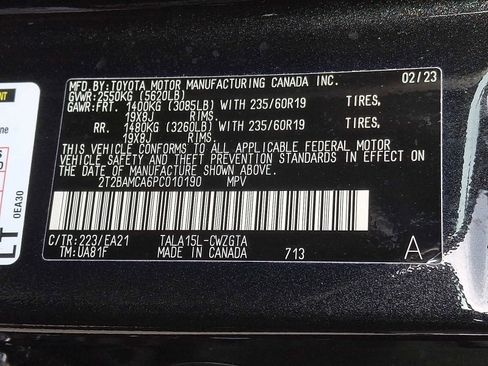 MFD.BY:TOYOTA MOTOR MANUFACTURING CANADA INC. 02/23
GVWR:2550KG (5620LB)
GAWR:FRT. 1400KG (3085LB) WITH 235/60R19 TIRES,
19X8J RIMS.
RR. 1480KG (3260LB) WITH 235/60R19 TIRES,
19X8J RIMS.
THIS VEHICLE CONFORMS TO ALL APPLICABLE FEDERAL MOTOR
VEHICLE SAFETY AND THEFT PREVENTION STANDARDS IN EFFECT ON
THE DATE OF MANUFACTURE SHOWN ABOVE.
2T2BAMCA6PC010190 MPV
C/TR:223/EA21 TALA15L-CWZGTA A
TM:UA81F MADE IN CANADA 713
0EA30